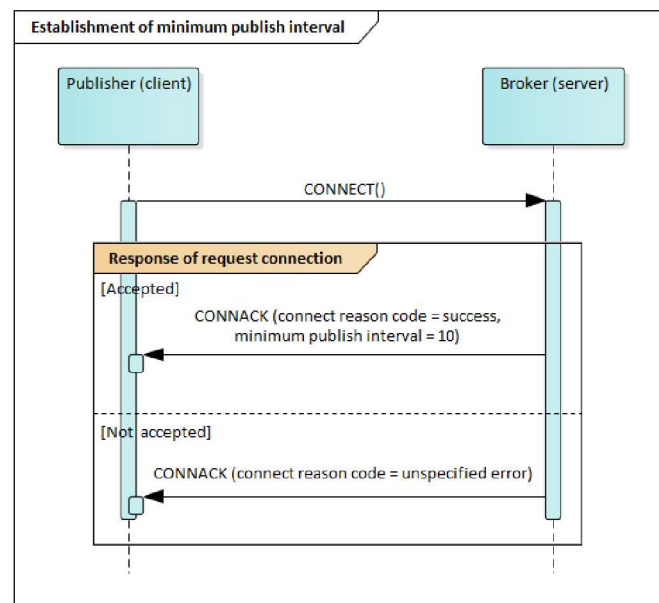 Establishment of minimum publish interval
Publisher (client)
Broker (server)
CONNECT()
Response of request connection
[Accepted]
CONNACK (connect reason code = success,
minimum publish interval = 10)
[Not accepted]
CONNACK (connect reason code = unspecified error)